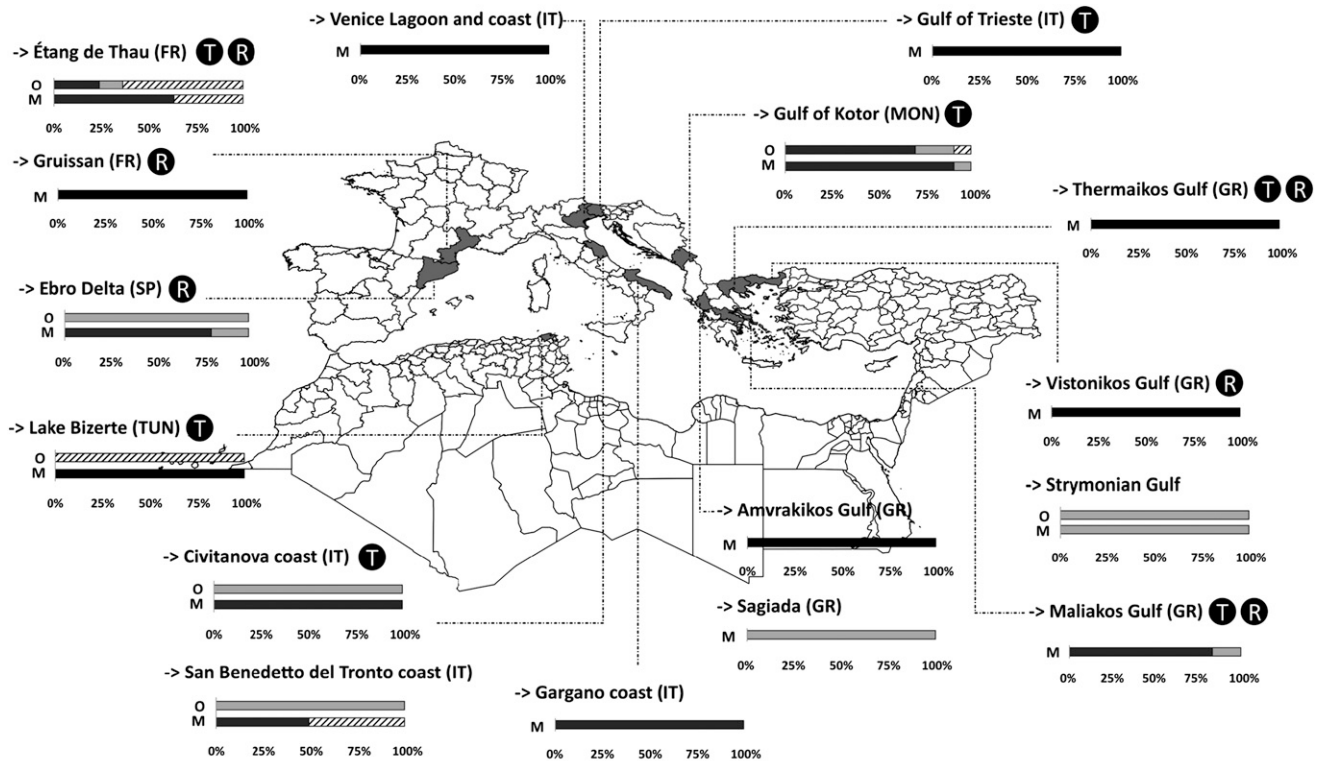 -> Venice Lagoon and coast (IT)
M
0% 25% 50% 75% 100%
-> Gulf of Trieste (IT) T
M
0% 25% 50% 75% 100%
-> Étang de Thau (FR) T R
O
M
0% 25% 50% 75% 100%
-> Gulf of Kotor (MON) T
O
M
0% 25% 50% 75% 100%
-> Gruissan (FR) R
M
0% 25% 50% 75% 100%
-> Thermaikos Gulf (GR) T R
M
0% 25% 50% 75% 100%
-> Ebro Delta (SP) R
O
M
0% 25% 50% 75% 100%
-> Vistonikos Gulf (GR) R
M
0% 25% 50% 75% 100%
-> Lake Bizerte (TUN) T
O
M
0% 25% 50% 75% 100%
-> Strymonian Gulf
O
M
0% 25% 50% 75% 100%
-> Amvrakikos Gulf (GR)
M
0% 25% 50% 75% 100%
-> Civitanova coast (IT) T
O
M
0% 25% 50% 75% 100%
-> Sagiada (GR)
M
0% 25% 50% 75% 100%
-> Maliakos Gulf (GR) T R
M
0% 25% 50% 75% 100%
-> San Benedetto del Tronto coast (IT)
O
M
0% 25% 50% 75% 100%
-> Gargano coast (IT)
M
0% 25% 50% 75% 100%